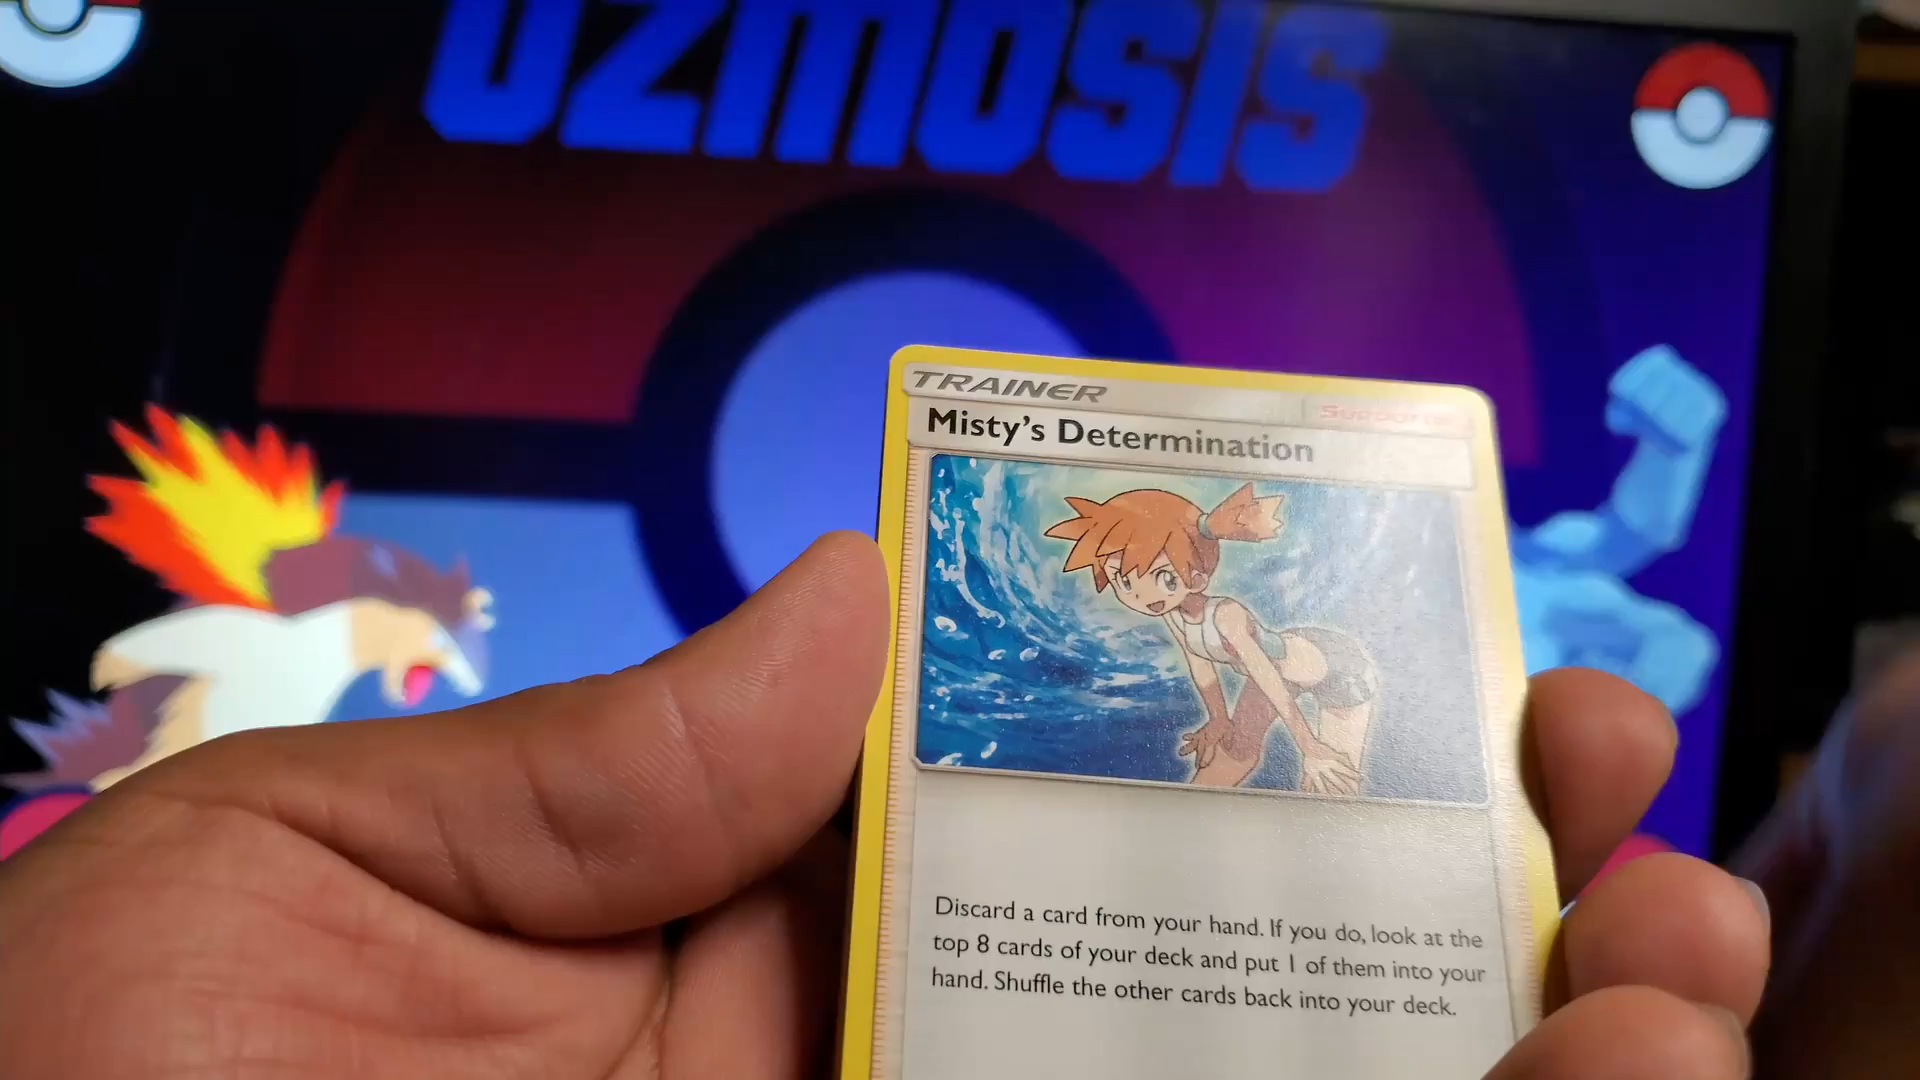 OZMOSIS
TRAINER
Supporter
Misty's Determination
Discard a card from your hand. If you do, look at the
top 8 cards of your deck and put 1 of them into your
hand. Shuffle the other cards back into your deck.